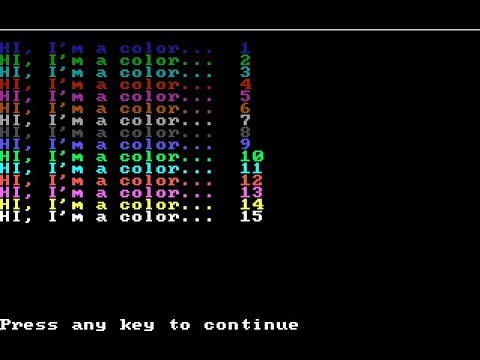 HI, I'm a color... 1
HI, I'm a color... 2
HI, I'm a color... 3
HI, I'm a color... 4
HI, I'm a color... 5
HI, I'm a color... 6
HI, I'm a color... 7
HI, I'm a color... 8
HI, I'm a color... 9
HI, I'm a color... 10
HI, I'm a color... 11
HI, I'm a color... 12
HI, I'm a color... 13
HI, I'm a color... 14
HI, I'm a color... 15
Press any key to continue